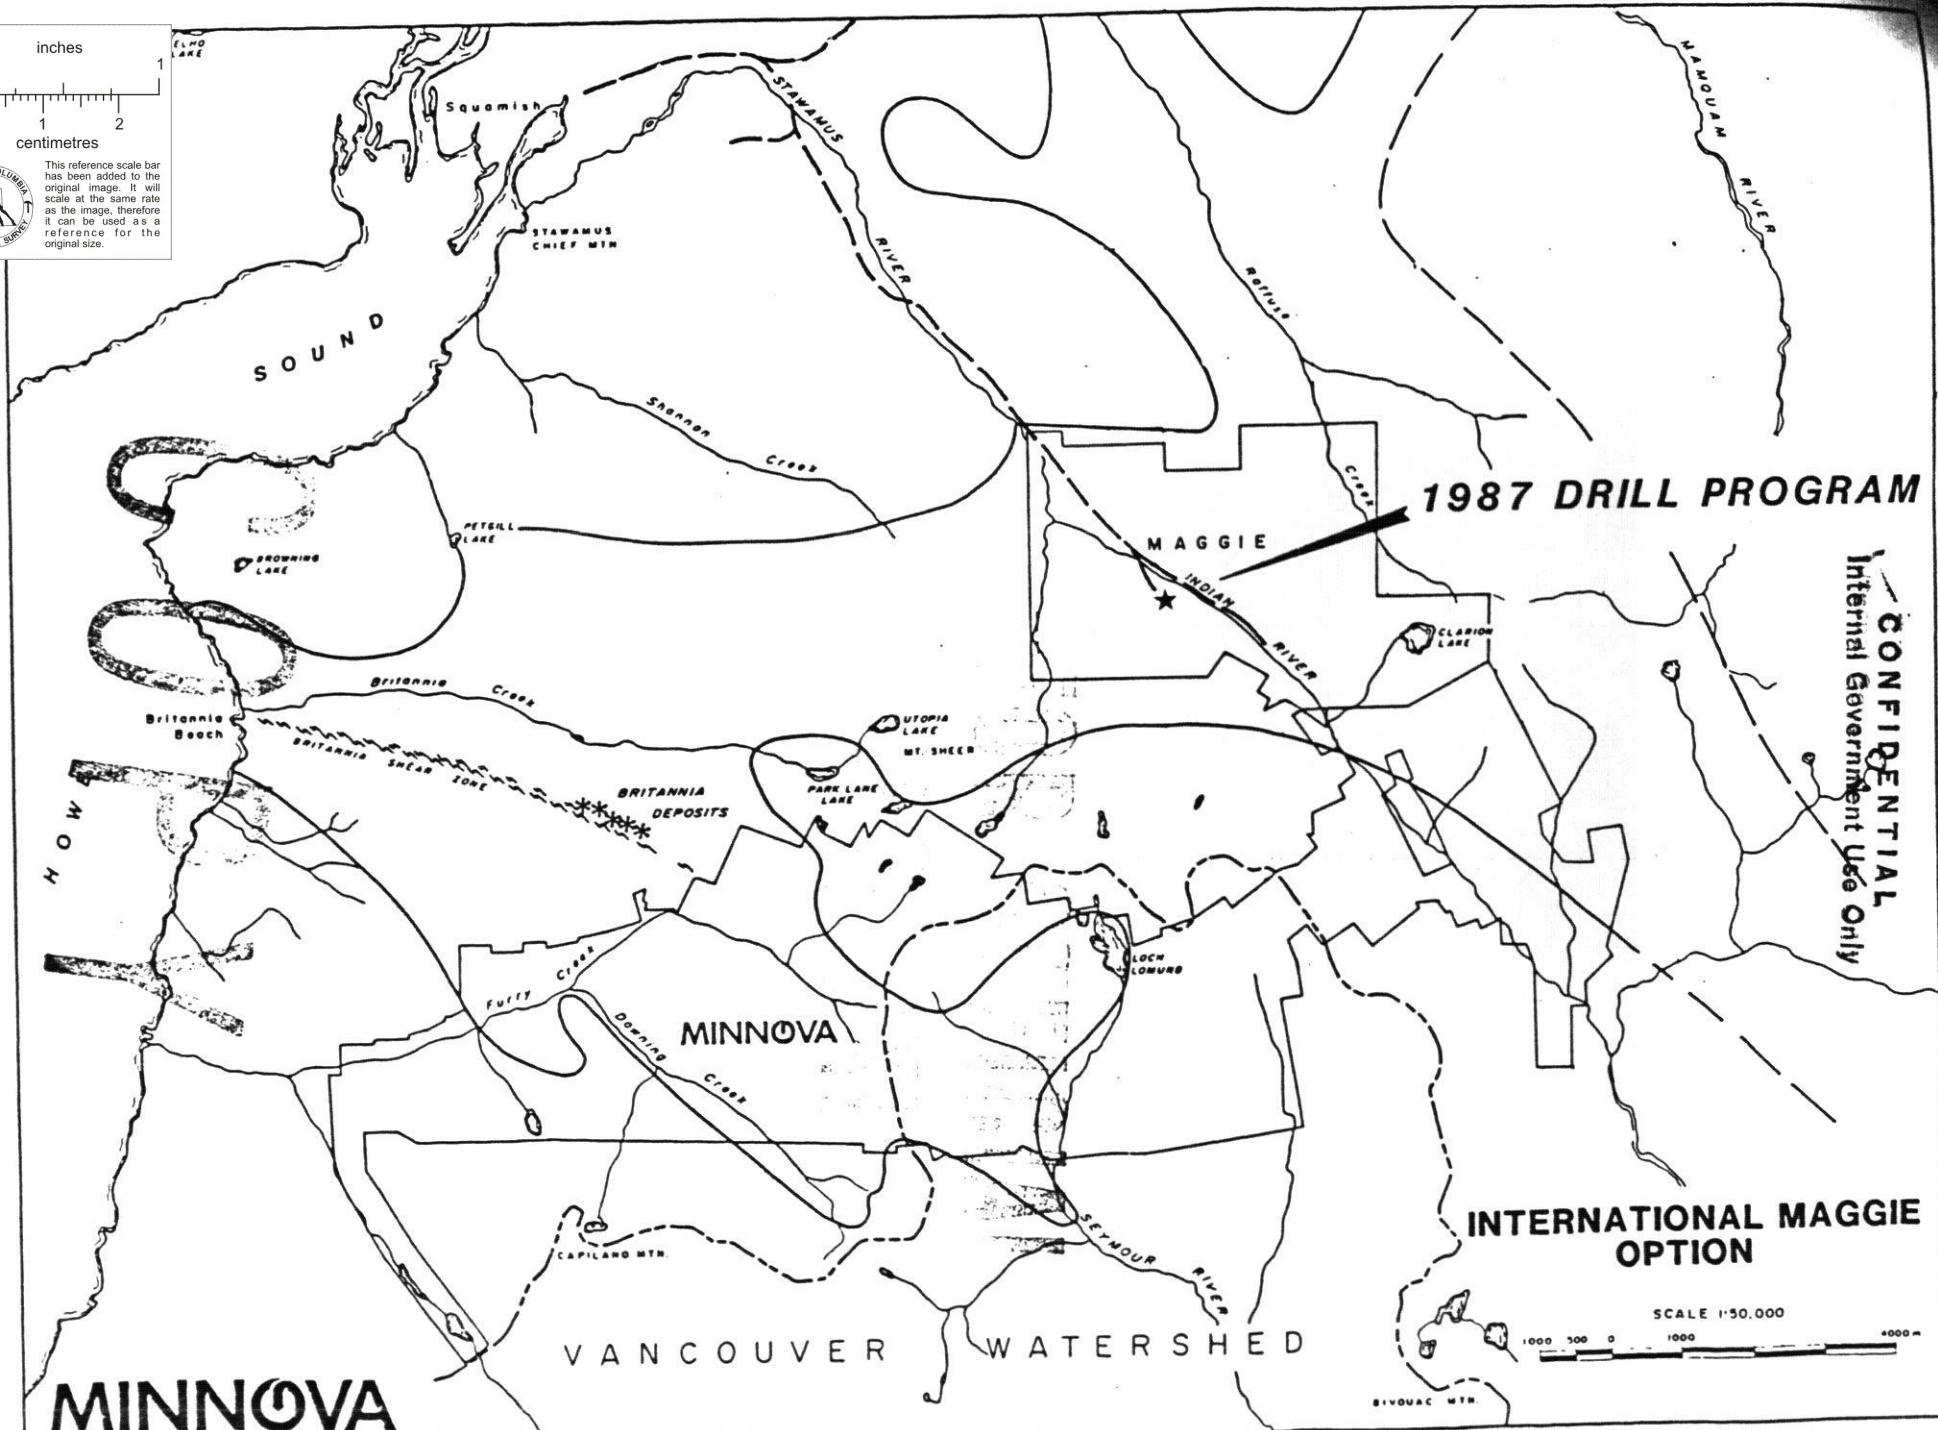 inches
1
1 2
centimetres
This reference scale bar
has been added to the
original image. It will
scale at the same rate
as the image, therefore
it can be used as a
reference for the
original size.
SURVEY
Squamish
STAWAMUS
RIVER
STAWAMUS
CHIEF MTN
MAMQUAM
RIVER
SOUND
Raffuse
Creek
Shannon
Creek
1987 DRILL PROGRAM
PETGILL
LAKE
BROWNING
LAKE
MAGGIE
INDIAN
RIVER
CLARION
LAKE
CONFIDENTIAL
Internal Government Use Only
Britannia
Creek
Britannia
Beach
BRITANNIA SHEAR ZONE
UTOPIA
LAKE
MT. SHEER
PARK LANE
LAKE
BRITANNIA
DEPOSITS
HOW
LOCH
LOMUND
Furry
Creek
Downing
Creek
MINNOVA
CAPILANO MTN.
SEYMOUR
RIVER
INTERNATIONAL MAGGIE
OPTION
SCALE 1:50,000
1000 500 0 1000 4000 m
VANCOUVER WATERSHED
BIVOUAC MTN.
MINNOVA